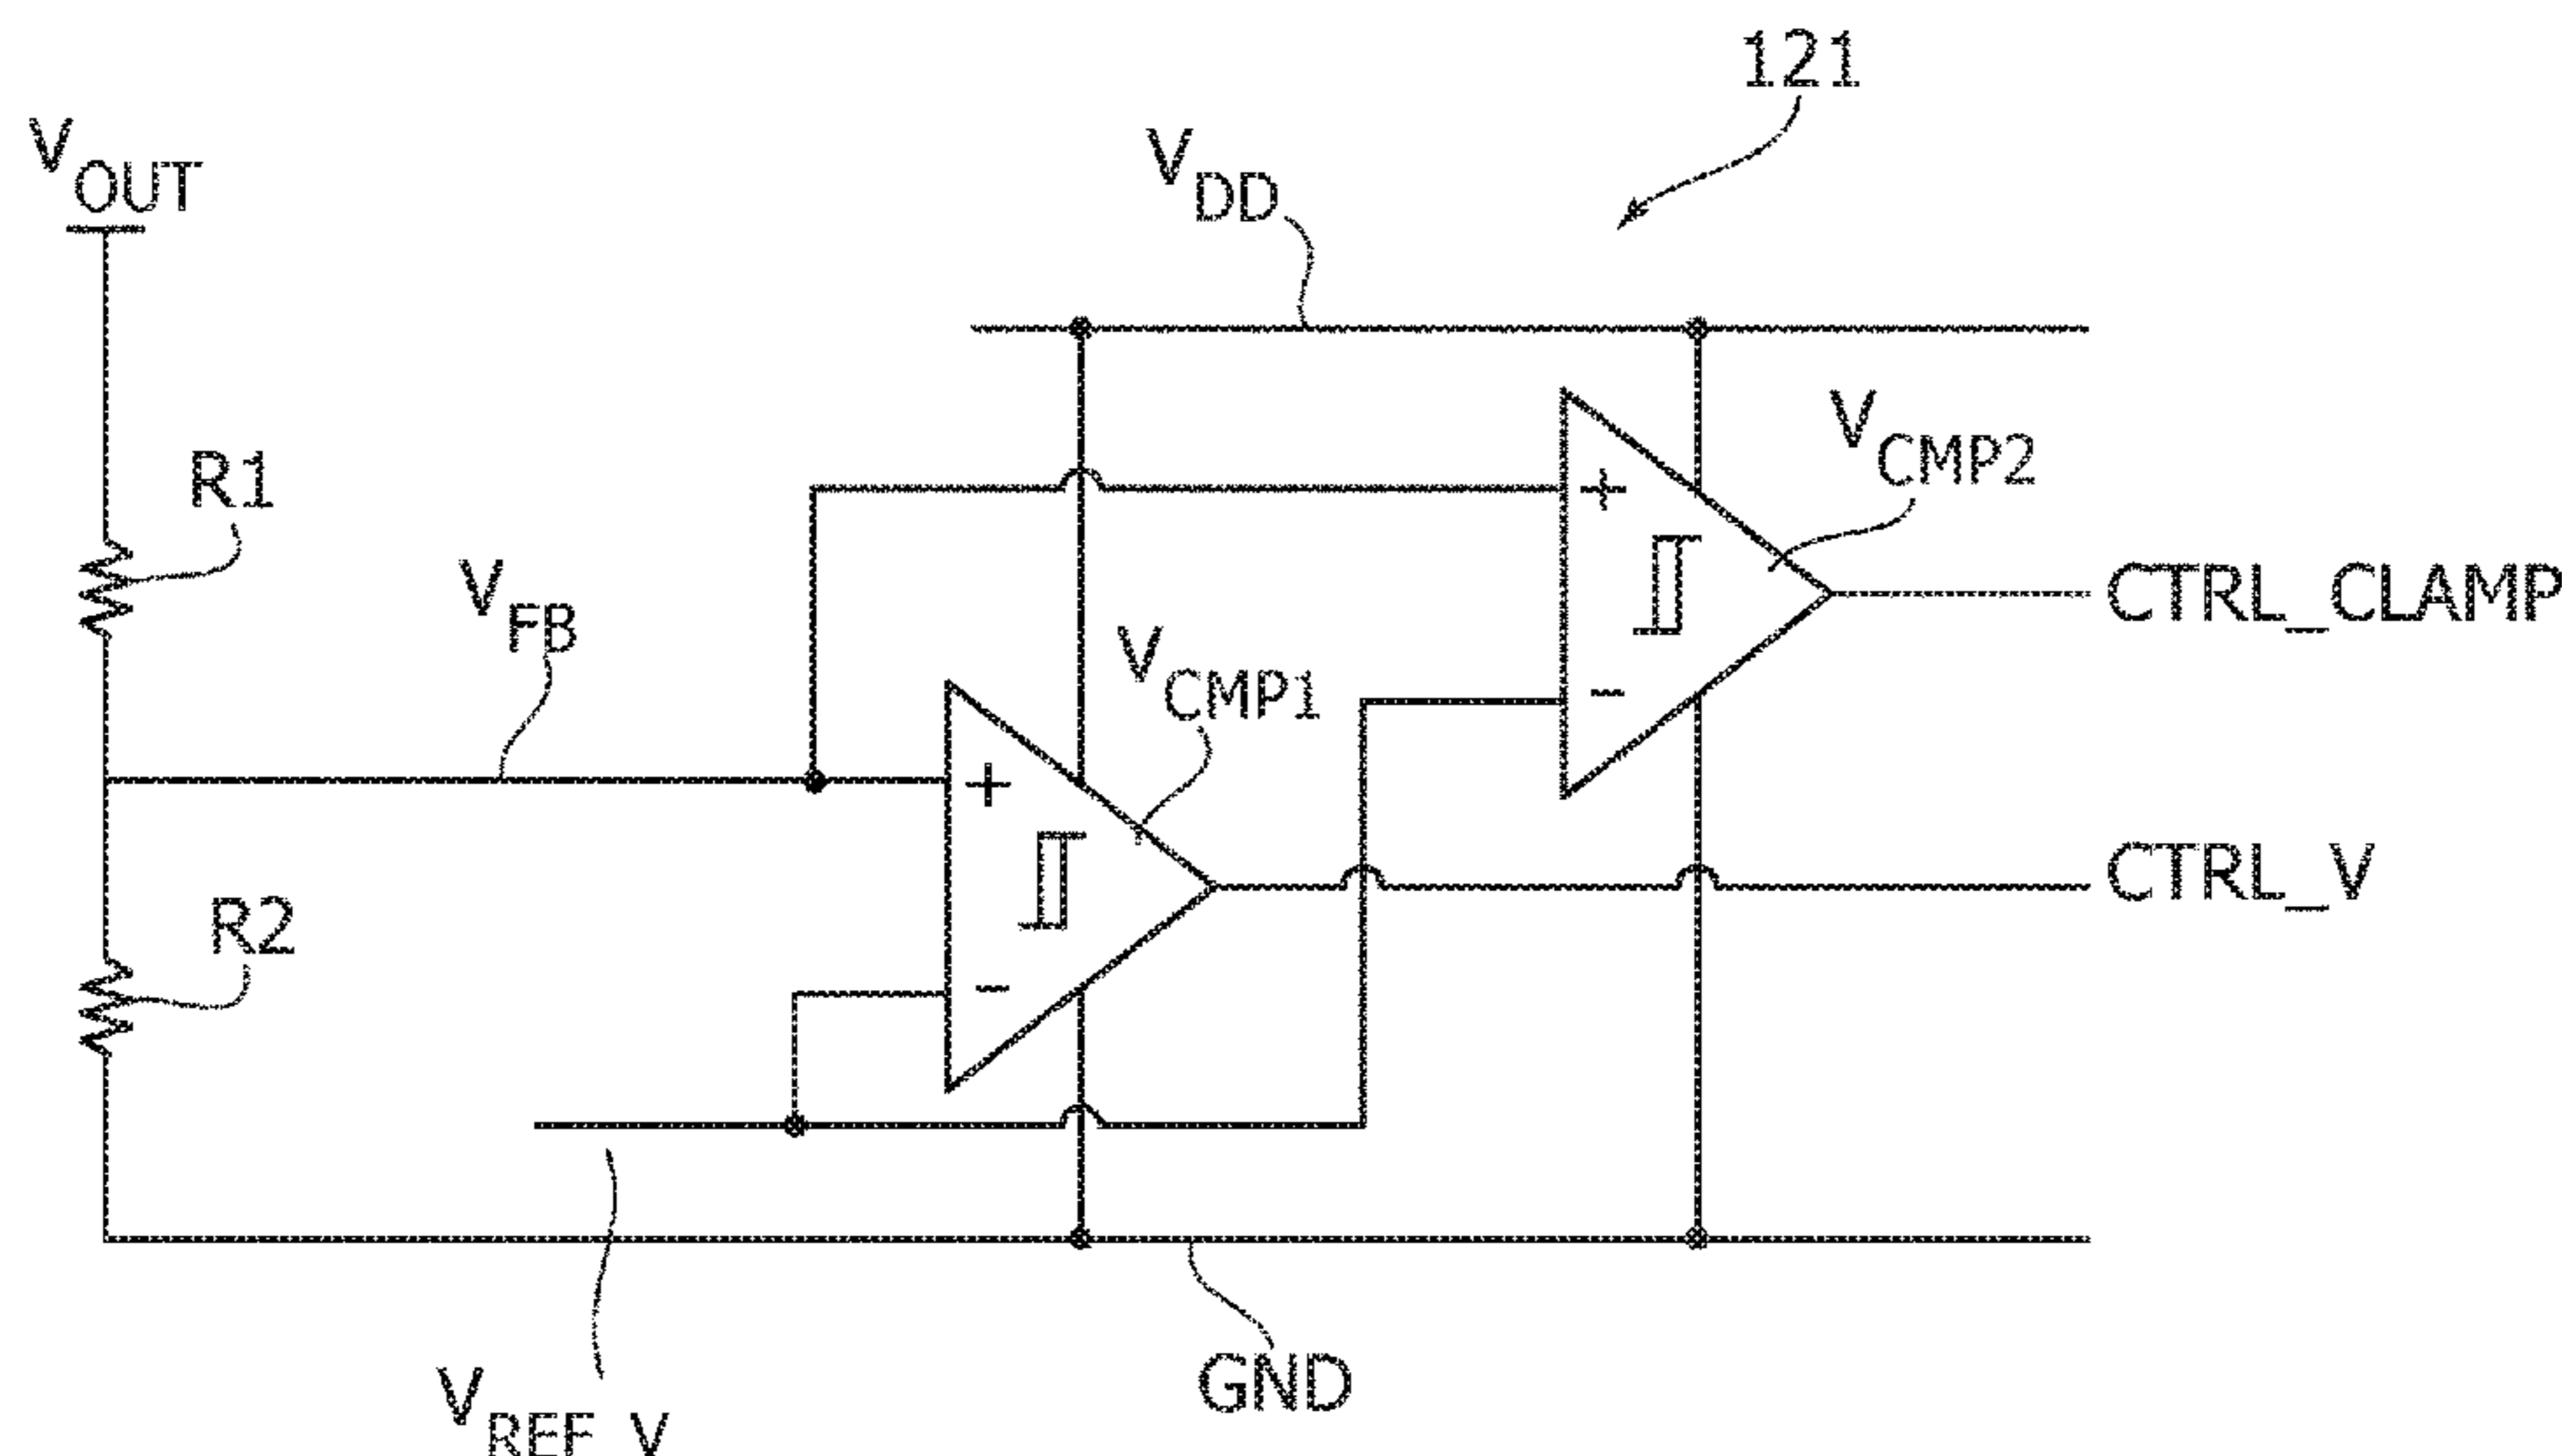 121
VOUT
VDD
R1
VCMP2
VFB
+
CTRL_CLAMP
VCMP1
-
+
CTRL_V
R2
-
GND
VREF_V